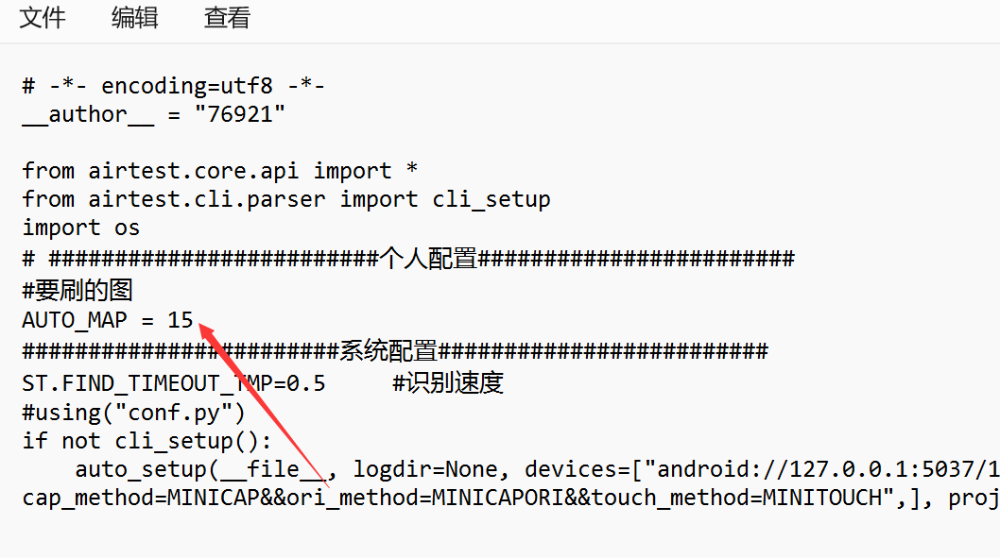 文件 编辑 查看
# -*- encoding=utf8 -*-
__author__ = "76921"
from airtest.core.api import *
from airtest.cli.parser import cli_setup
import os
# #########################个人配置########################
#要刷的图
AUTO_MAP = 15
########################系统配置#########################
ST.FIND_TIMEOUT_TMP=0.5     #识别速度
#using("conf.py")
if not cli_setup():
    auto_setup(__file__, logdir=None, devices=["android://127.0.0.1:5037/1
cap_method=MINICAP&&ori_method=MINICAPORI&&touch_method=MINITOUCH",], proj